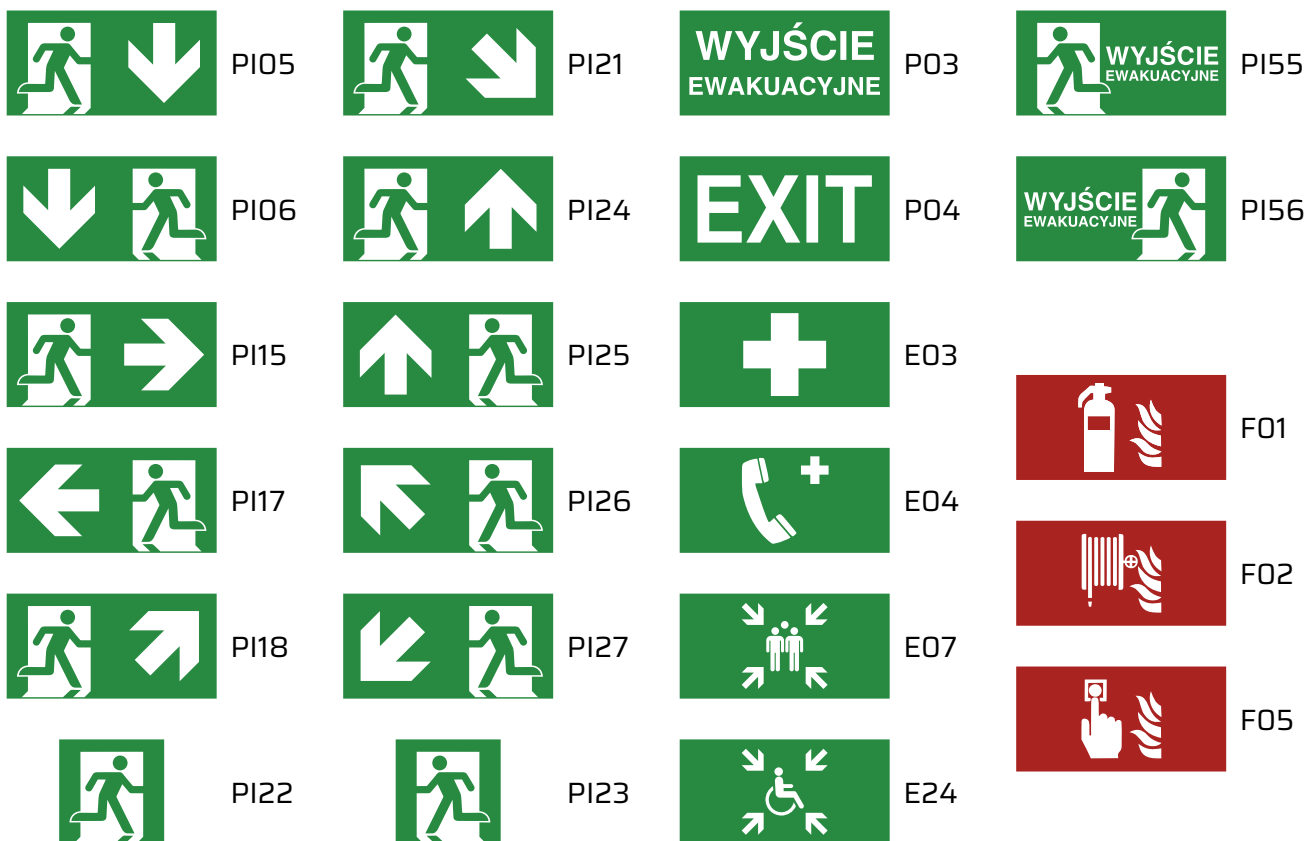 PI05
PI21
WYJŚCIE
EWAKUACYJNE
P03
WYJŚCIE
EWAKUACYJNE
PI55
PI06
PI24
EXIT
P04
WYJŚCIE
EWAKUACYJNE
PI56
PI15
PI25
E03
F01
PI17
PI26
E04
F02
PI18
PI27
E07
F05
PI22
PI23
E24